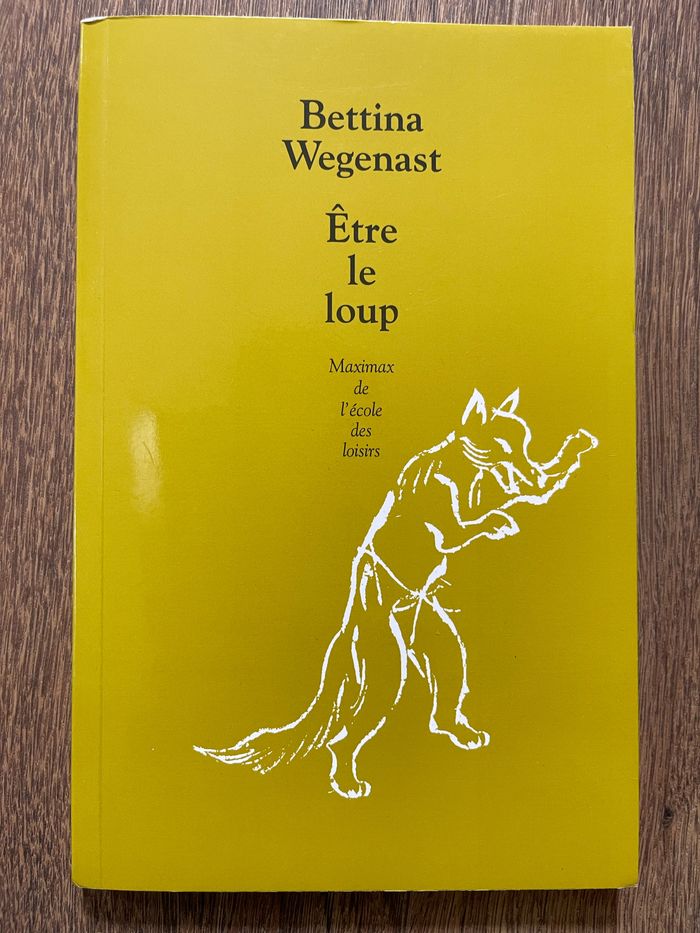 Bettina
Wegenast
Être
le
loup
Maximax
de
l'école
des
loisirs